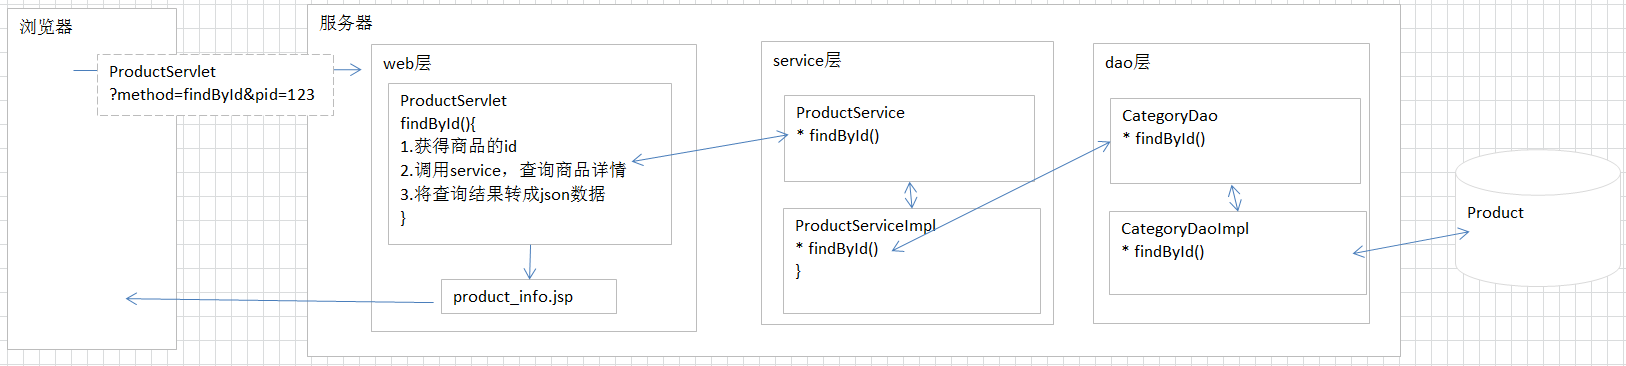 浏览器
ProductServlet
?method=findById&pid=123
服务器
web层
ProductServlet
findById(){
1.获得商品的id
2.调用service，查询商品详情
3.将查询结果转成json数据
}
product_info.jsp
service层
ProductService
* findById()
ProductServiceImpl
* findById()
}
dao层
CategoryDao
* findById()
CategoryDaoImpl
* findById()
Product